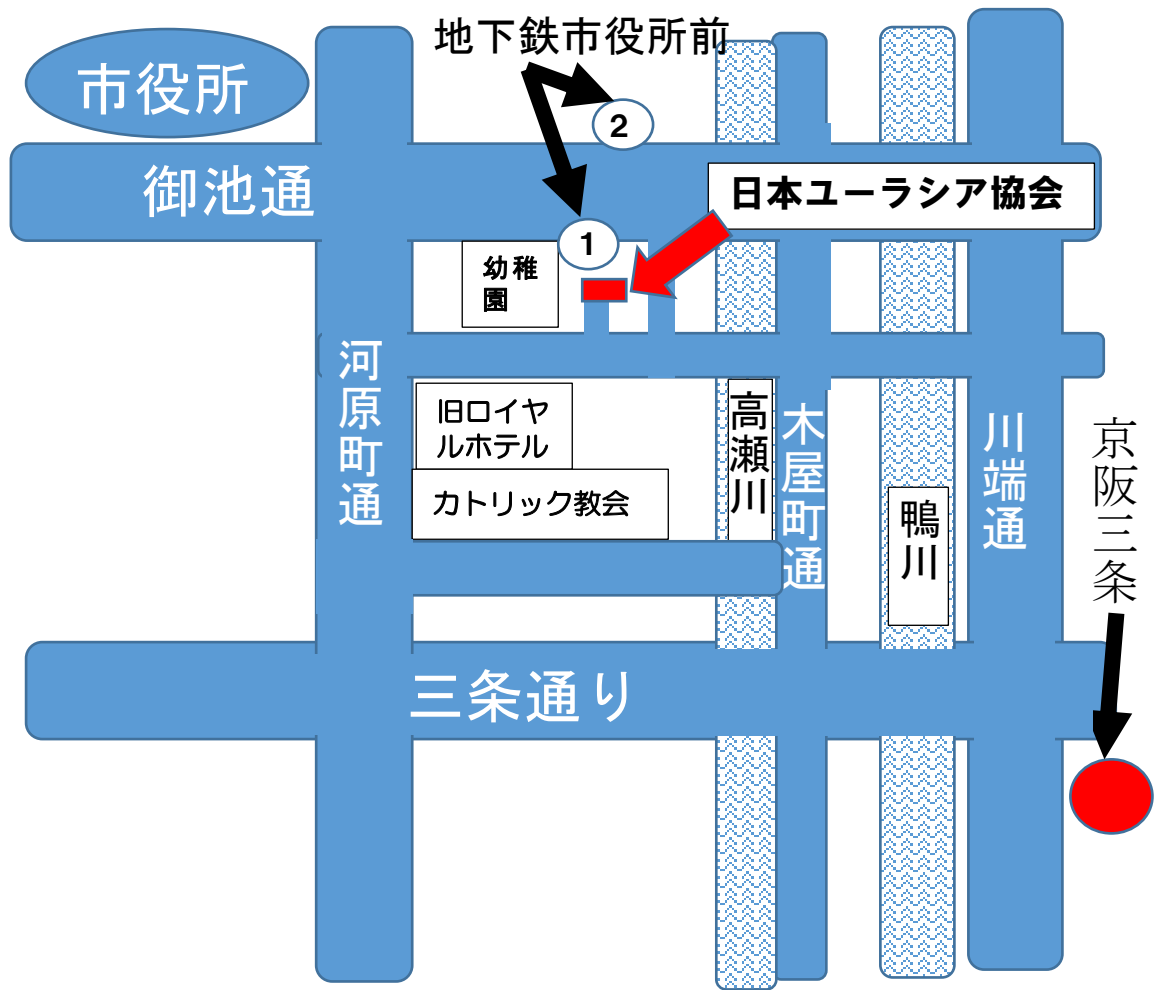 地下鉄市役所前
市役所
2
御池通
日本ユーラシア協会
1
幼稚
園
河原町通
旧ロイヤ
ルホテル
カトリック教会
高瀬川
木屋町通
鴨川
川端通
京阪三条
三条通り